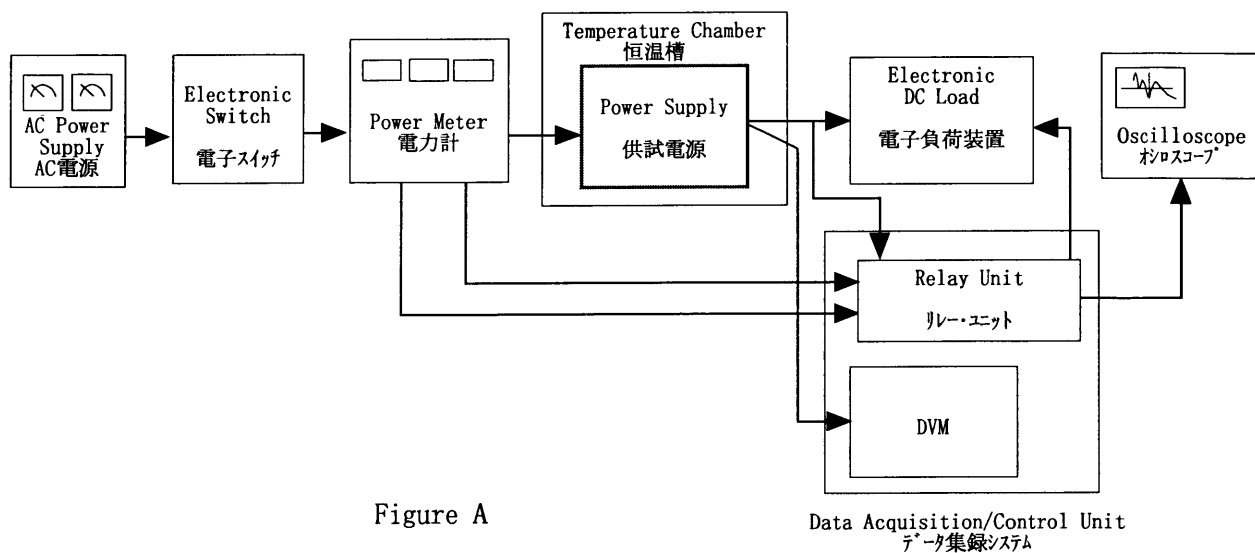 AC Power
Supply
AC電源
Electronic
Switch
電子スイッチ
Power Meter
電力計
Temperature Chamber
恒温槽
Power Supply
供試電源
Electronic
DC Load
電子負荷装置
Oscilloscope
オシロスコープ
Relay Unit
リレー・ユニット
DVM
Data Acquisition/Control Unit
データ集録システム
Figure A